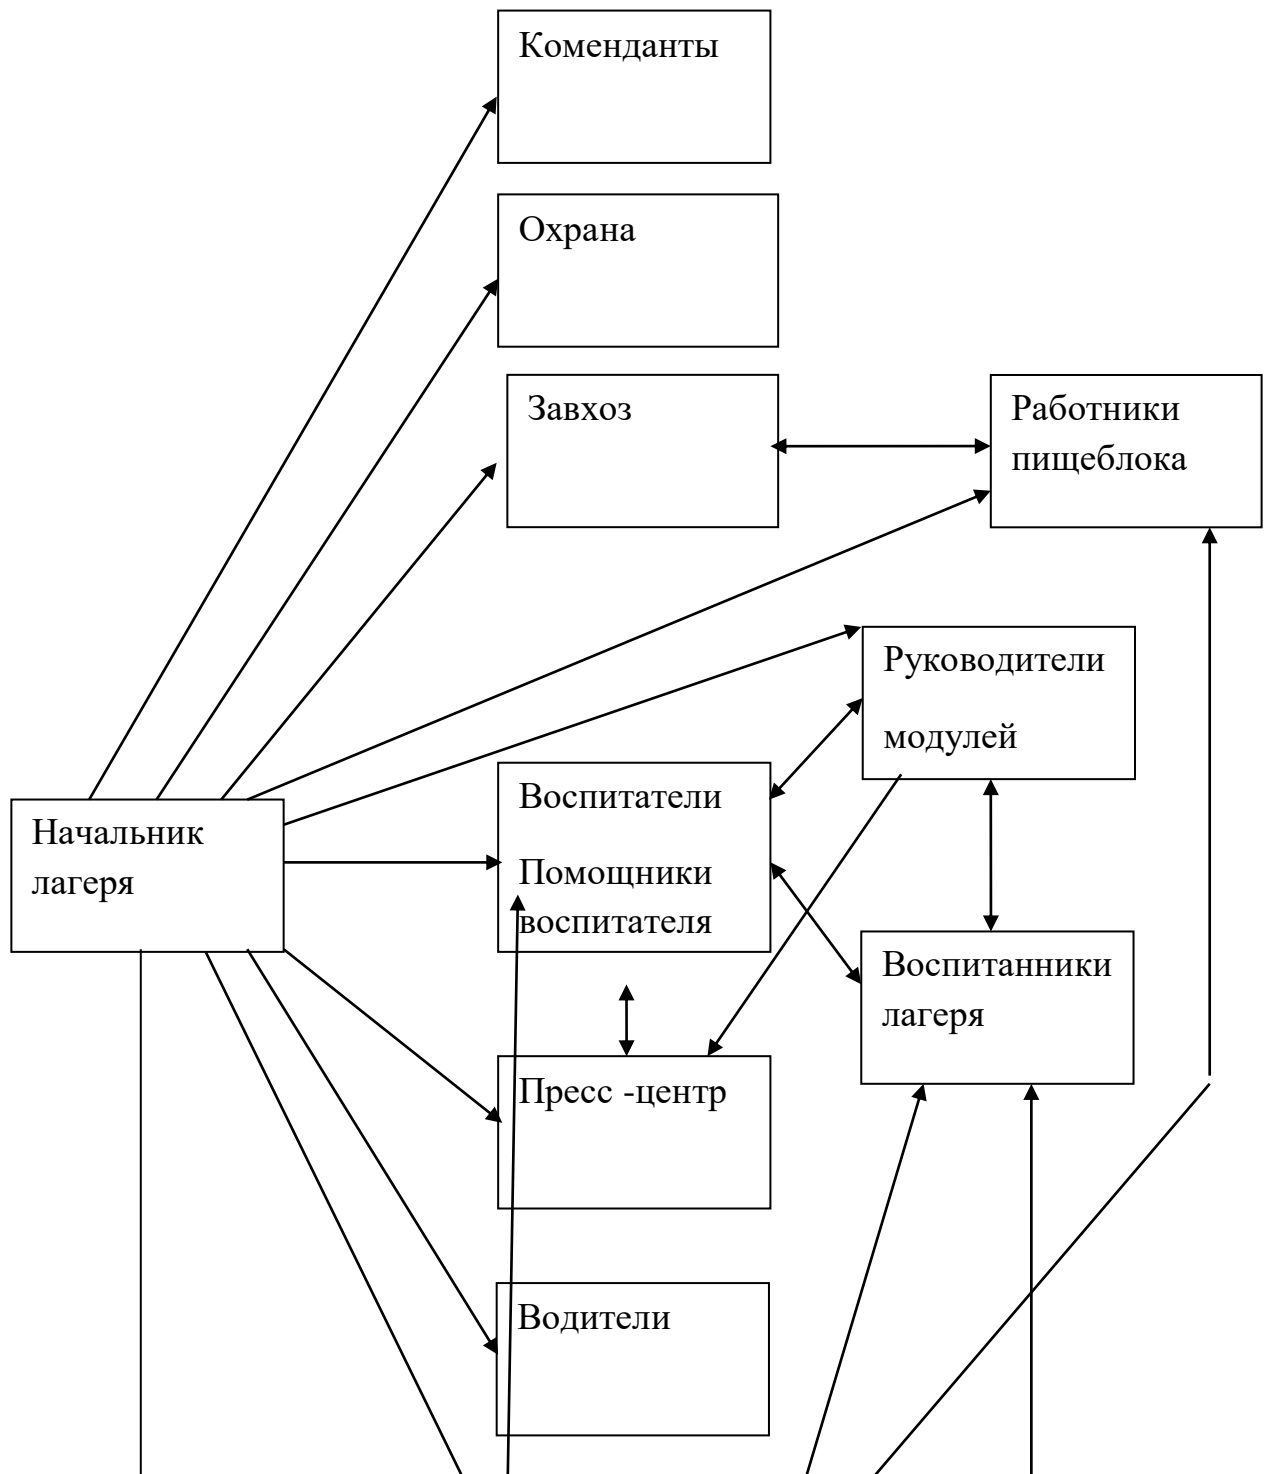 Коменданты
Охрана
Завхоз
Работники
пищеблока
Руководители
модулей
Воспитатели
Помощники
воспитателя
Начальник
лагеря
Воспитанники
лагеря
Пресс -центр
Водители